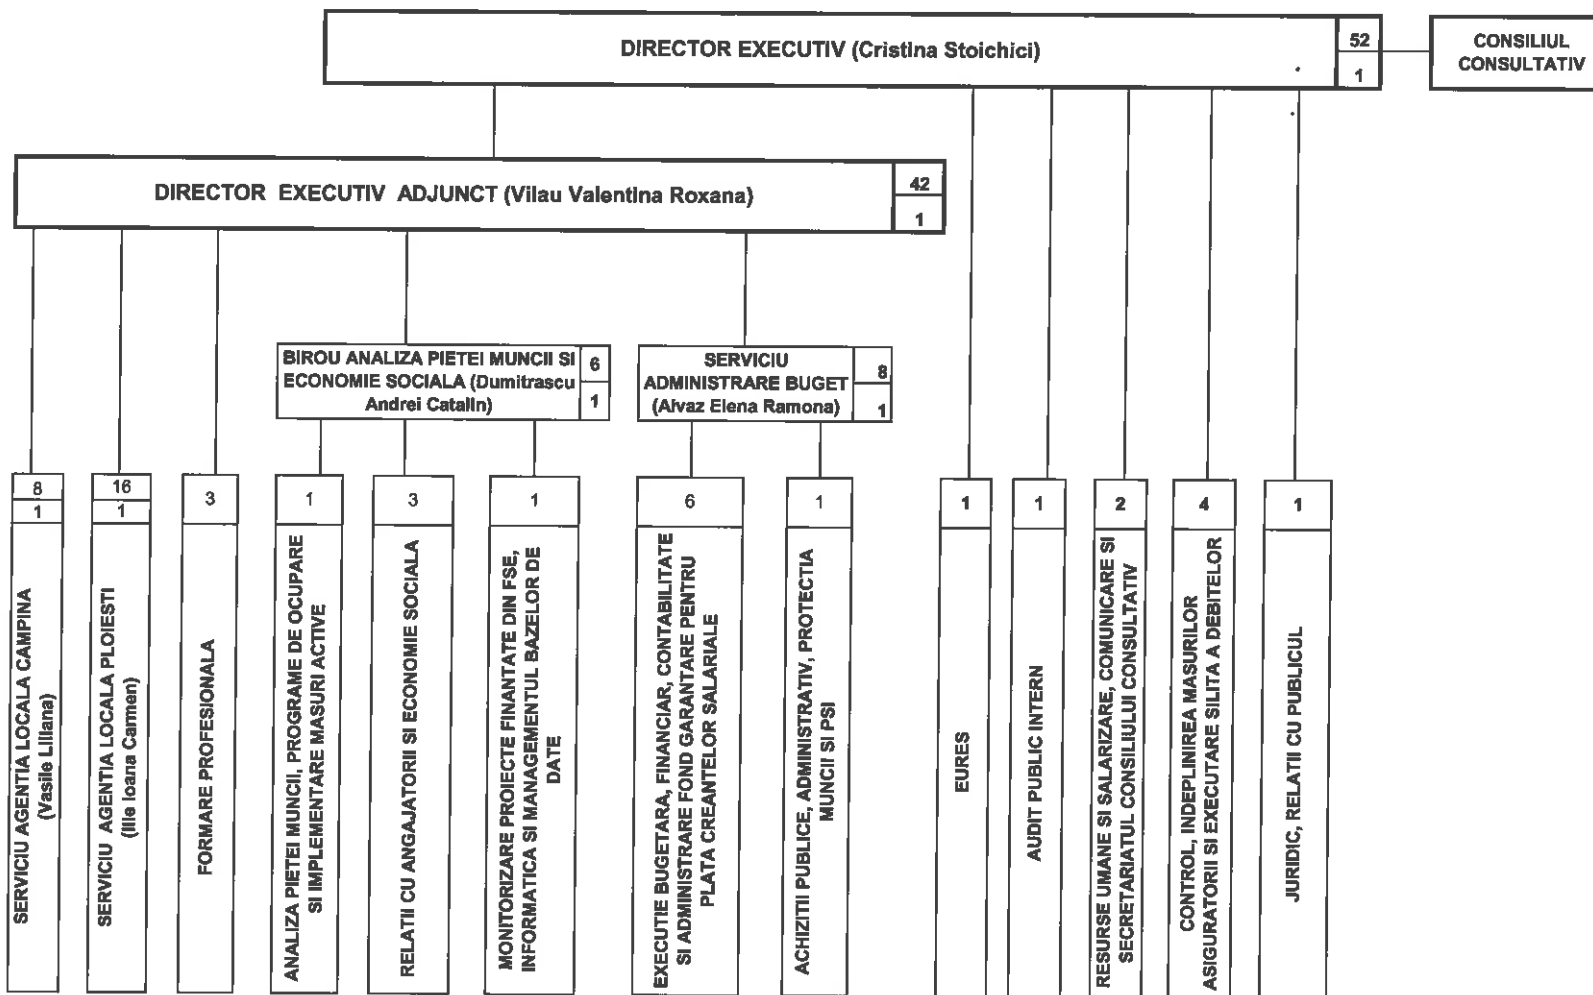 DIRECTOR EXECUTIV (Cristina Stoichici)
52
1
CONSILIUL
CONSULTATIV
DIRECTOR EXECUTIV ADJUNCT (Vilau Valentina Roxana)
42
1
BIROU ANALIZA PIETEI MUNCII SI
ECONOMIE SOCIALA (Dumitrascu
Andrei Catalin)
6
1
SERVICIU
ADMINISTRARE BUGET
(Alvaz Elena Ramona)
8
1
8
1
SERVICIU AGENTIA LOCALA CAMPINA
(Vasile Liliana)
16
1
SERVICIU AGENTIA LOCALA PLOIESTI
(Ilie Ioana Carmen)
3
FORMARE PROFESIONALA
1
ANALIZA PIETEI MUNCII, PROGRAME DE OCUPARE
SI IMPLEMENTARE MASURI ACTIVE
3
RELATII CU ANGAJATORII SI ECONOMIE SOCIALA
1
MONITORIZARE PROIECTE FINANTATE DIN FSE,
INFORMATICA SI MANAGEMENTUL BAZELOR DE
DATE
6
EXECUTIE BUGETARA, FINANCIAR, CONTABILITATE
SI ADMINISTRARE FOND GARANTARE PENTRU
PLATA CREANTELOR SALARIALE
1
ACHIZITII PUBLICE, ADMINISTRATIV, PROTECTIA
MUNCII SI PSI
1
EURES
1
AUDIT PUBLIC INTERN
2
RESURSE UMANE SI SALARIZARE, COMUNICARE SI
SECRETARIATUL CONSILIULUI CONSULTATIV
4
CONTROL, INDEPLINIREA MASURILOR
ASIGURATORII SI EXECUTARE SILITA A DEBITELOR
1
JURIDIC, RELATII CU PUBLICUL